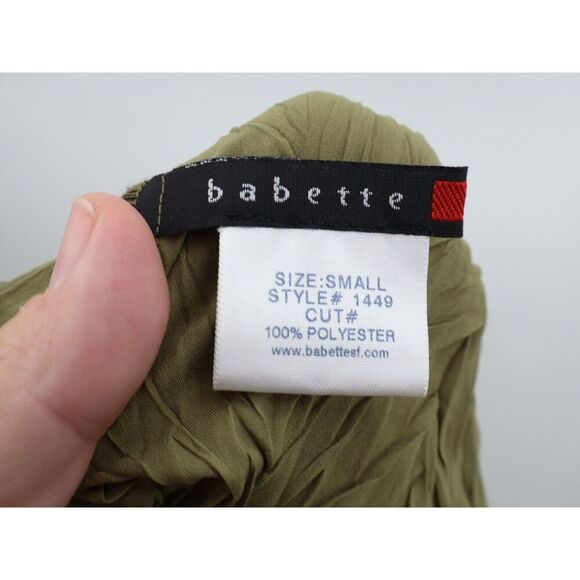 babette
SIZE:SMALL
STYLE# 1449
CUT#
100% POLYESTER
www.babettesf.com